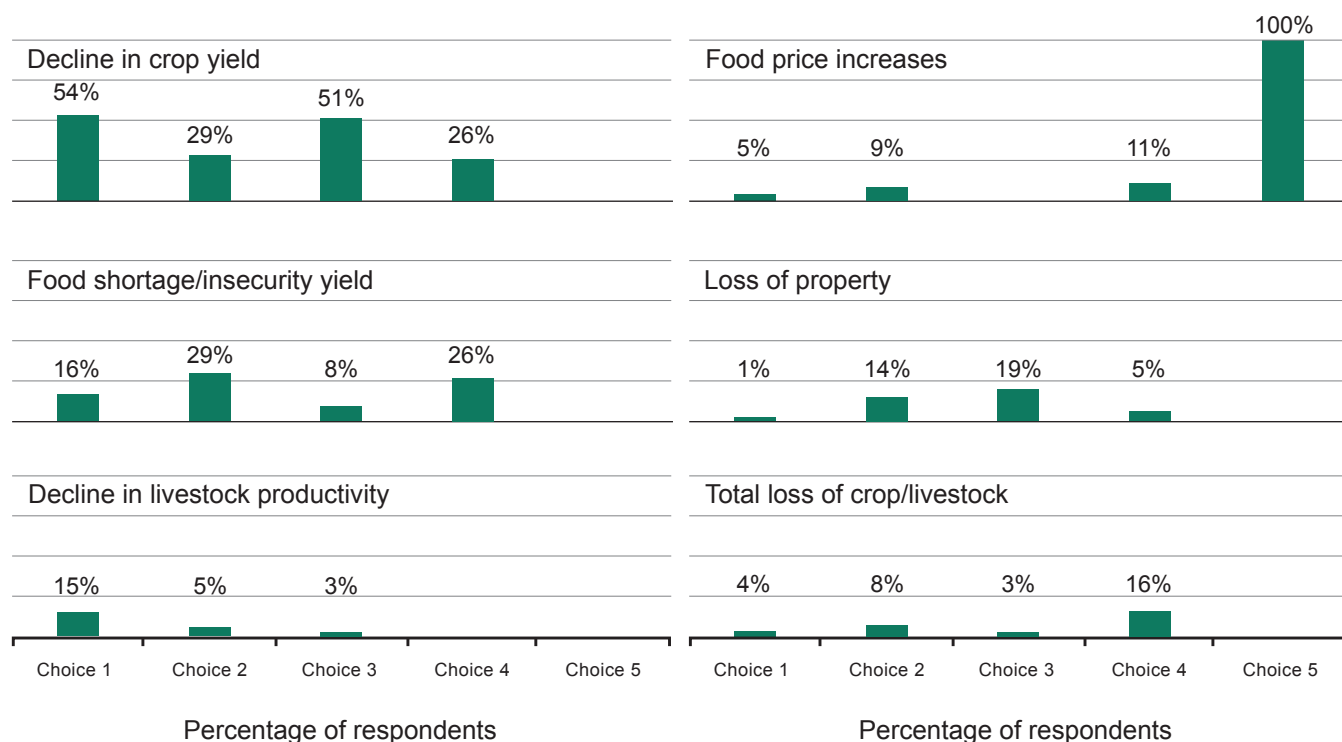 Decline in crop yield
54%
29%
51%
26%
Food price increases
5%
9%
11%
100%
Food shortage/insecurity yield
16%
29%
8%
26%
Loss of property
1%
14%
19%
5%
Decline in livestock productivity
15%
5%
3%
Total loss of crop/livestock
4%
8%
3%
16%
Choice 1
Choice 2
Choice 3
Choice 4
Choice 5
Choice 1
Choice 2
Choice 3
Choice 4
Choice 5
Percentage of respondents
Percentage of respondents